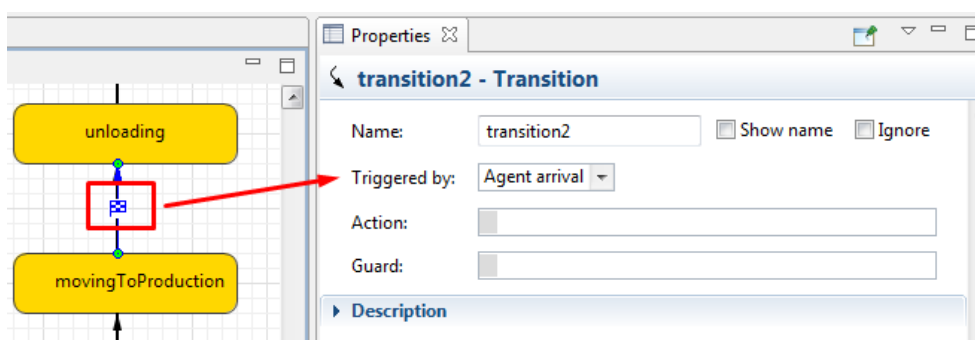 Properties
transition2 - Transition
unloading
Name: transition2 Show name Ignore
Triggered by: Agent arrival
Action:
Guard:
movingToProduction
Description